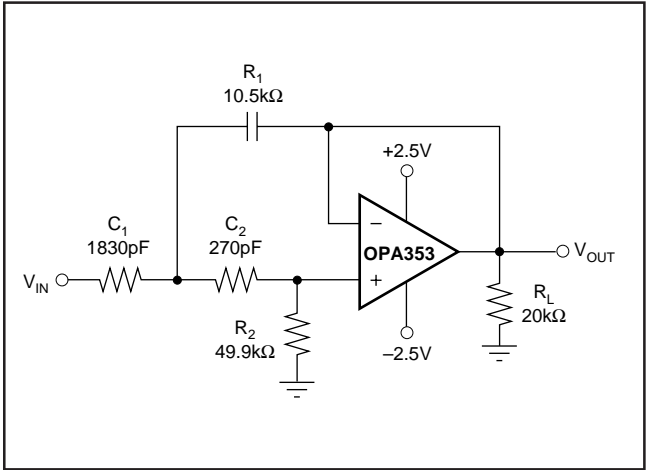 R1
10.5kΩ
+2.5V
C1
1830pF
C2
270pF
VIN
−
OPA353
+
VOUT
R2
49.9kΩ
RL
20kΩ
−2.5V